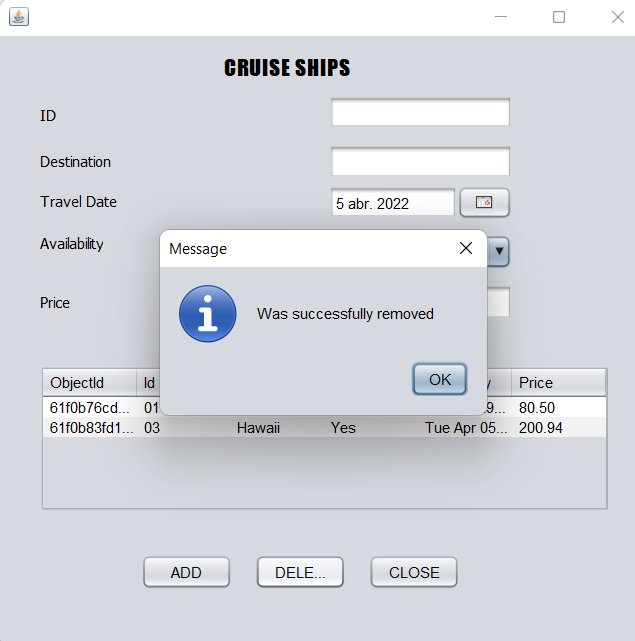 CRUISE SHIPS
ID
Destination
Travel Date
5 abr. 2022
Availability
Message
Was successfully removed
OK
Price
ObjectId Id Price
61f0b76cd... 01 80.50
61f0b83fd1... 03 Hawaii Yes Tue Apr 05... 200.94
ADD DELE... CLOSE